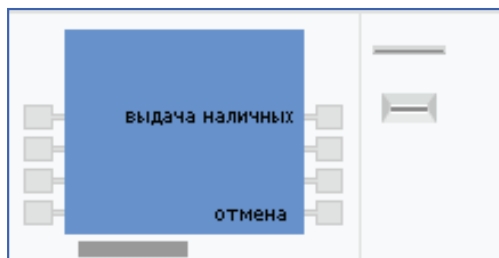 выдача наличных
отмена